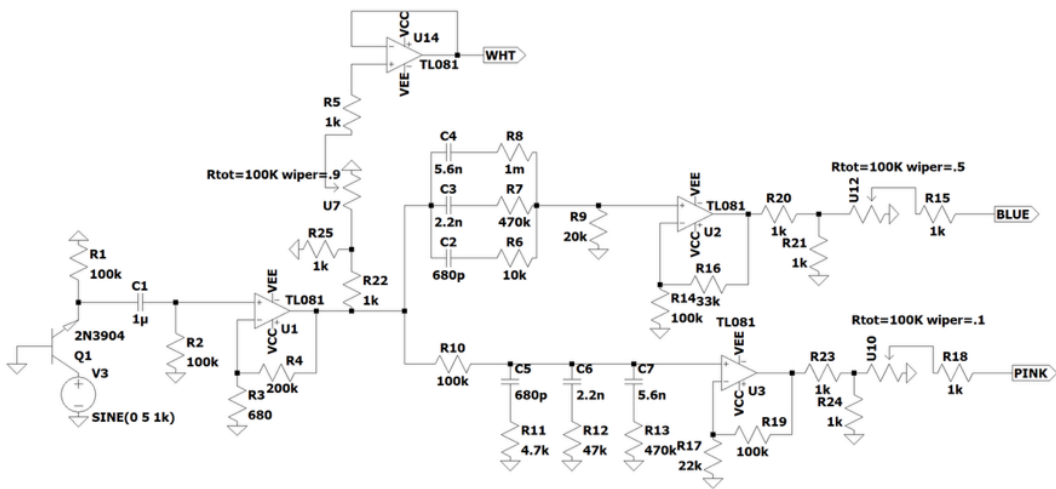 VCC
U14
TL081
VEE
WHT
R5
1k
Rtot=100K wiper=.9
U7
R25
1k
R22
1k
C4
5.6n
R8
1m
C3
2.2n
R7
470k
C2
680p
R6
10k
R9
20k
VEE
TL081
VCC
U2
R16
33k
R14
100k
R20
1k
R21
1k
Rtot=100K wiper=.5
U12
R15
1k
BLUE
R1
100k
C1
1µ
2N3904
Q1
V3
SINE(0 5 1k)
R2
100k
VEE
TL081
VCC
U1
R4
200k
R3
680
R10
100k
C5
680p
C6
2.2n
C7
5.6n
R11
4.7k
R12
47k
R13
470k
TL081
VEE
VCC
U3
R19
100k
R17
22k
R23
1k
R24
1k
Rtot=100K wiper=.1
U10
R18
1k
PINK